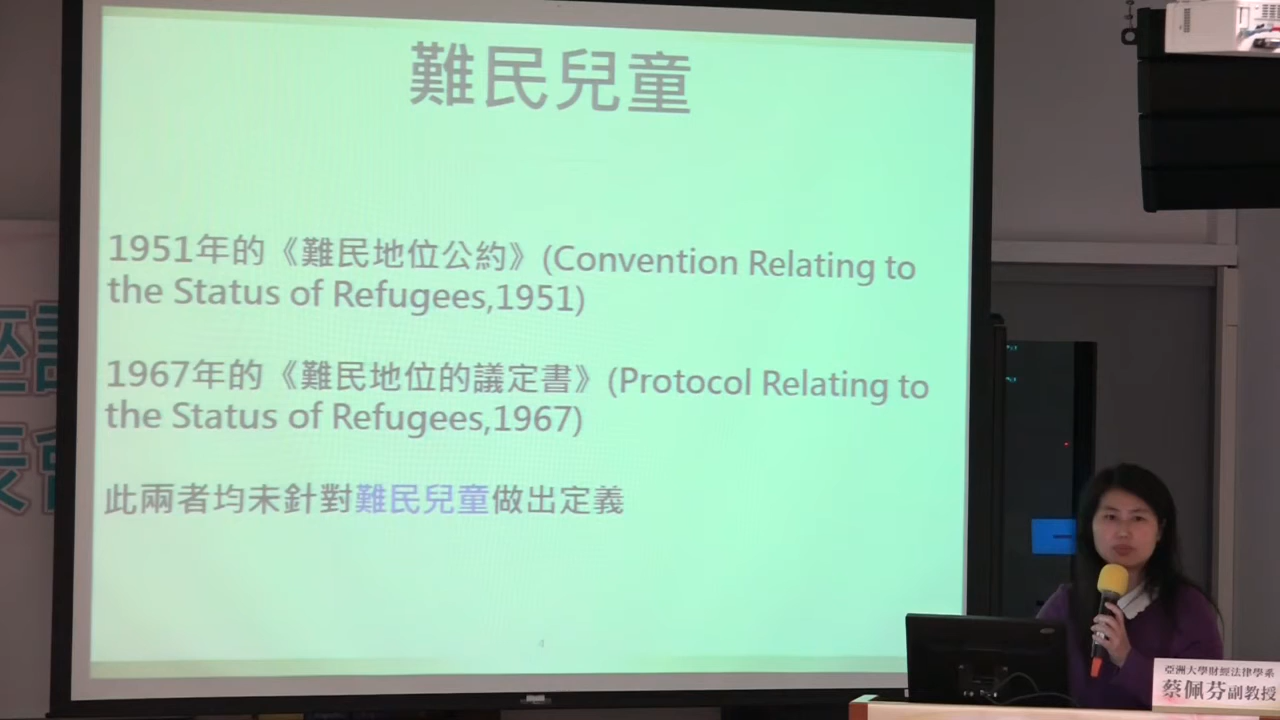 難民兒童
1951年的《難民地位公約》(Convention Relating to
the Status of Refugees,1951)
1967年的《難民地位的議定書》(Protocol Relating to
the Status of Refugees,1967)
此兩者均未針對難民兒童做出定義
亞洲大學財經法律學系
蔡佩芬副教授